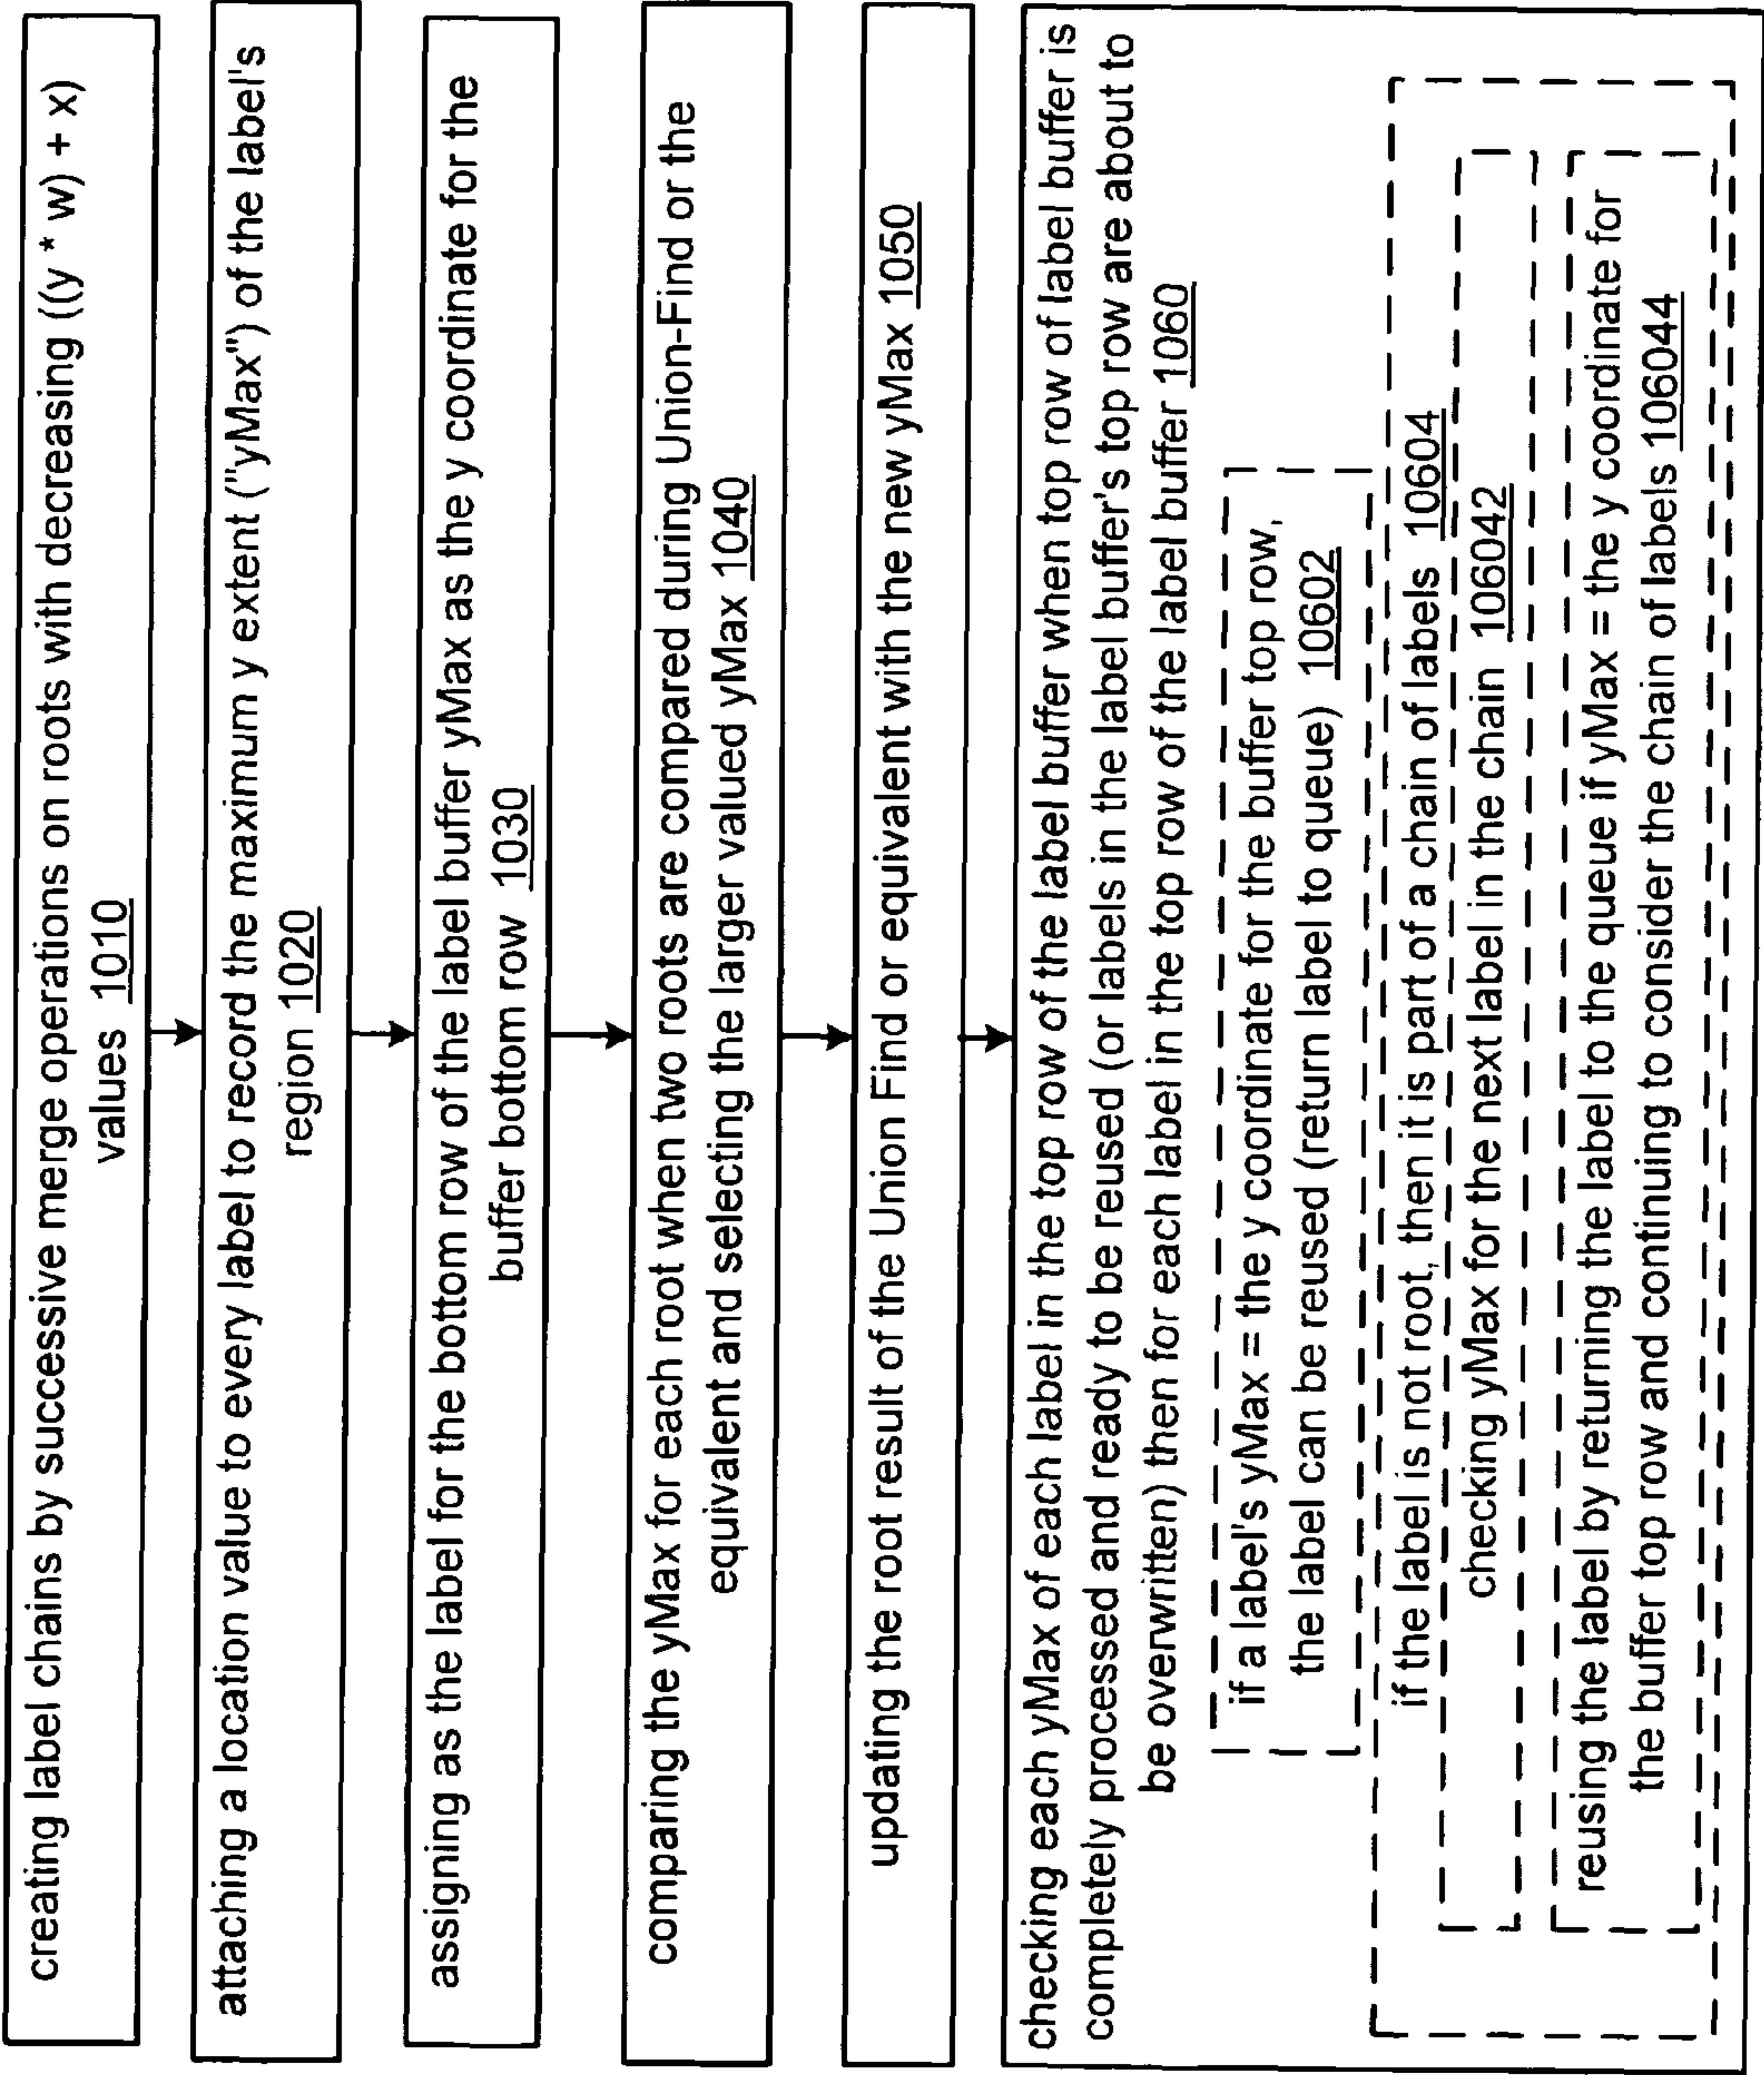 creating label chains by successive merge operations on roots with decreasing ((y * w) + x)
values 1010
attaching a location value to every label to record the maximum y extent ("yMax") of the label's
region 1020
assigning as the label for the bottom row of the label buffer yMax as the y coordinate for the
buffer bottom row 1030
comparing the yMax for each root when two roots are compared during Union-Find or the
equivalent and selecting the larger valued yMax 1040
updating the root result of the Union Find or equivalent with the new yMax 1050
checking each yMax of each label in the top row of the label buffer when top row of label buffer is
completely processed and ready to be reused (or labels in the label buffer's top row are about to
be overwritten) then for each label in the top row of the label buffer 1060
if a label's yMax = the y coordinate for the buffer top row,
the label can be reused (return label to queue) 10602
if the label is not root, then it is part of a chain of labels 10604
checking yMax for the next label in the chain 106042
reusing the label by returning the label to the queue if yMax = the y coordinate for
the buffer top row and continuing to consider the chain of labels 106044